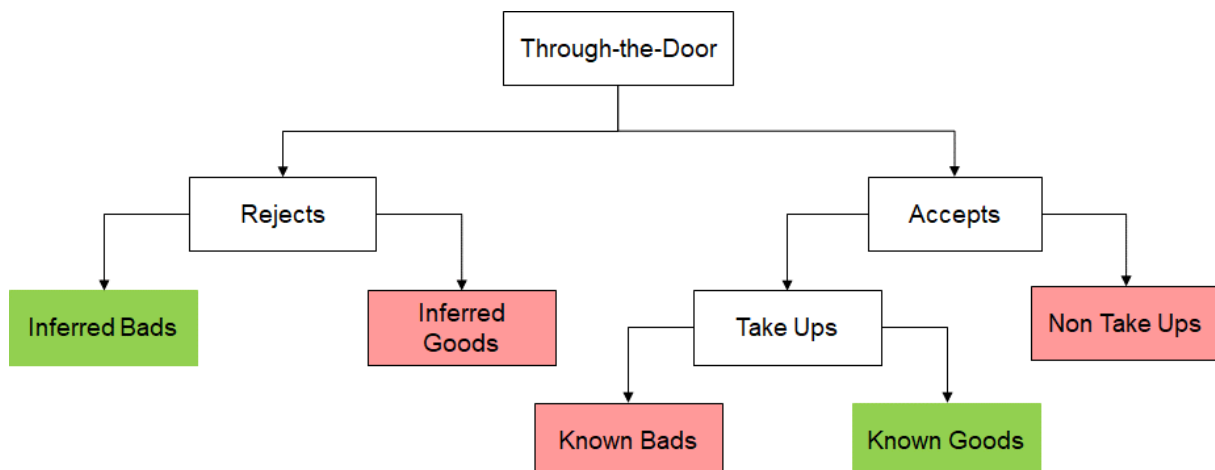 Through-the-Door
Rejects
Accepts
Inferred Bads
Inferred
Goods
Take Ups
Non Take Ups
Known Bads
Known Goods